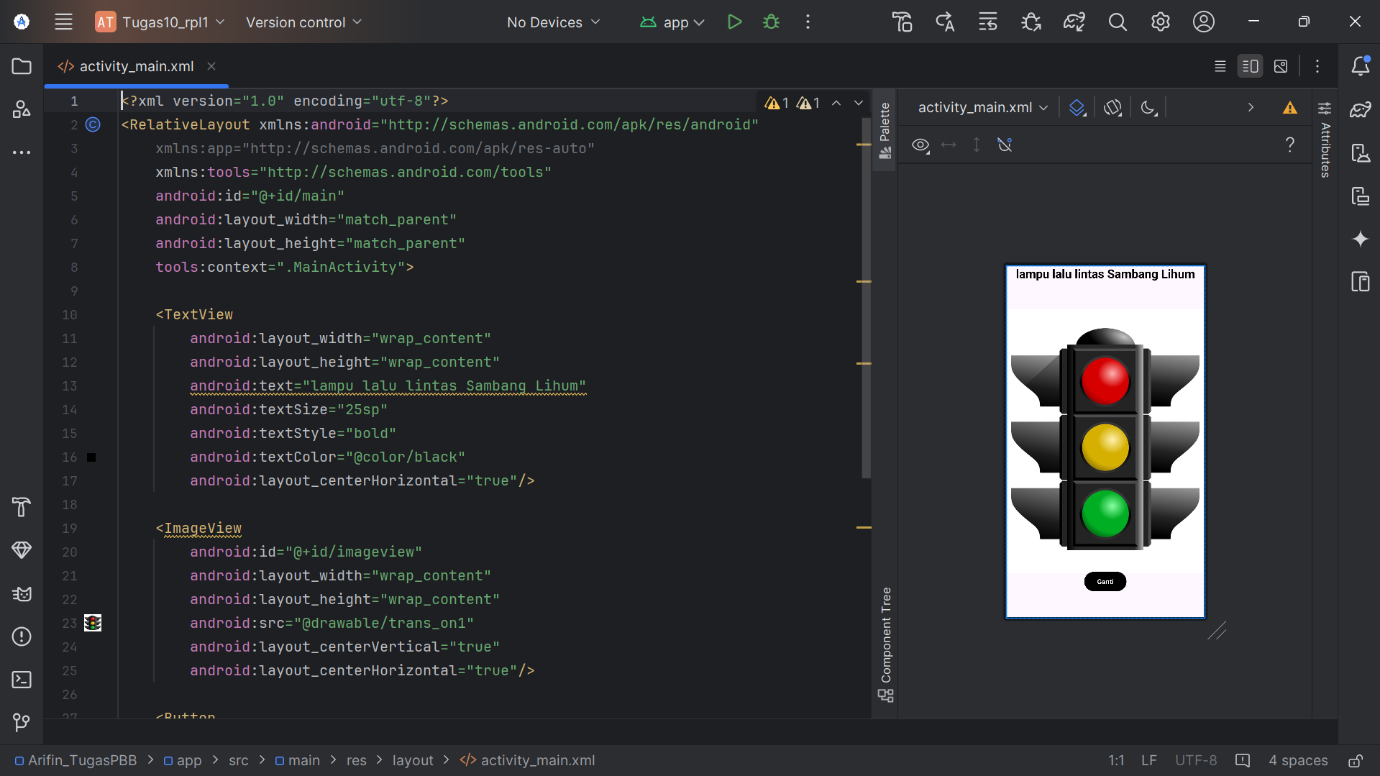 AT Tugas10_rpl1 Version control No Devices app
activity_main.xml
1 <?xml version="1.0" encoding="utf-8"?>
2 <RelativeLayout xmlns:android="http://schemas.android.com/apk/res/android"
3 xmlns:app="http://schemas.android.com/apk/res-auto"
4 xmlns:tools="http://schemas.android.com/tools"
5 android:id="@+id/main"
6 android:layout_width="match_parent"
7 android:layout_height="match_parent"
8 tools:context=".MainActivity">
9
10 <TextView
11 android:layout_width="wrap_content"
12 android:layout_height="wrap_content"
13 android:text="lampu lalu lintas Sambang Lihum"
14 android:textSize="25sp"
15 android:textStyle="bold"
16 android:textColor="@color/black"
17 android:layout_centerHorizontal="true"/>
18
19 <ImageView
20 android:id="@+id/imageview"
21 android:layout_width="wrap_content"
22 android:layout_height="wrap_content"
23 android:src="@drawable/trans_on1"
24 android:layout_centerVertical="true"
25 android:layout_centerHorizontal="true"/>
26
27 <Button
1 1
Palette
Component Tree
activity_main.xml
?
Attributes
lampu lalu lintas Sambang Lihum
Ganti
Arifin_TugasPBB > app > src > main > res > layout > activity_main.xml
1:1 LF UTF-8 4 spaces